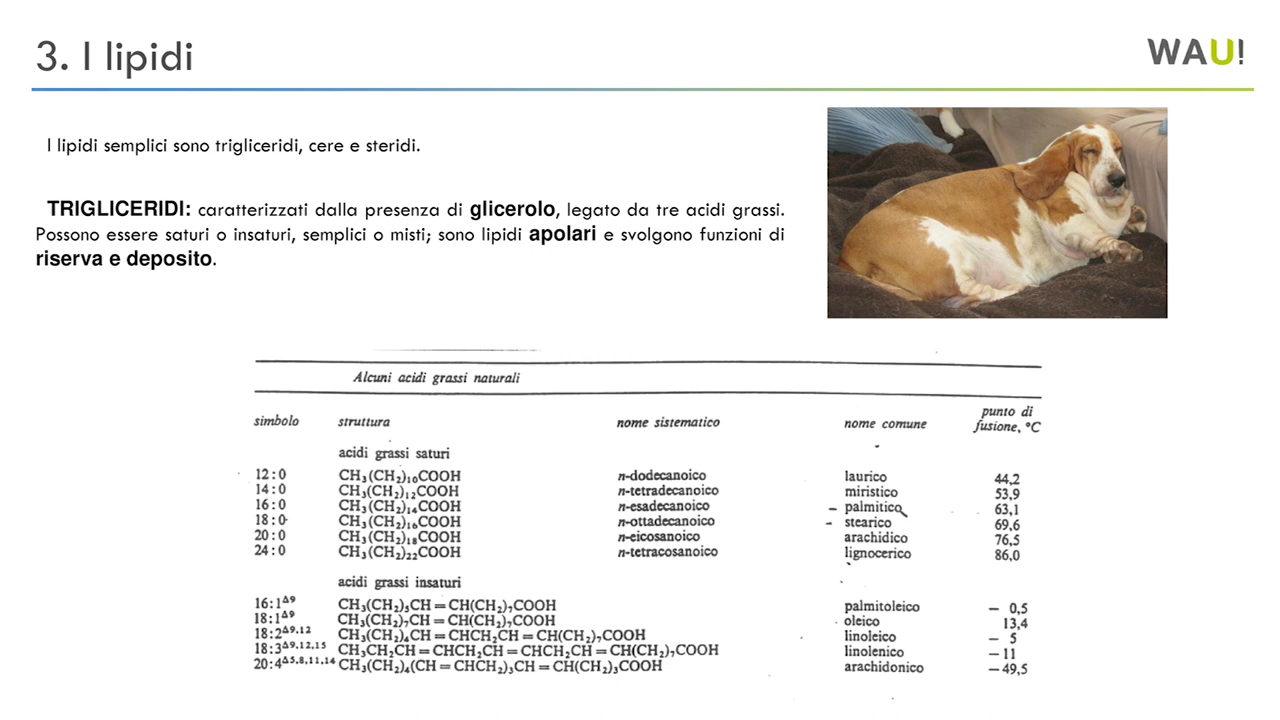 3. I lipidi
WAU!
I lipidi semplici sono trigliceridi, cere e steridi.
TRIGLICERIDI: caratterizzati dalla presenza di glicerolo, legato da tre acidi grassi.
Possono essere saturi o insaturi, semplici o misti; sono lipidi apolari e svolgono funzioni di
riserva e deposito.
Alcuni acidi grassi naturali
simbolo struttura nome sistematico nome comune punto di fusione, °C
acidi grassi saturi
12:0 CH₃(CH₂)₁₀COOH n-dodecanoico laurico 44,2
14:0 CH₃(CH₂)₁₂COOH n-tetradecanoico miristico 53,9
16:0 CH₃(CH₂)₁₄COOH n-esadecanoico palmitico 63,1
18:0 CH₃(CH₂)₁₆COOH n-ottadecanoico stearico 69,6
20:0 CH₃(CH₂)₁₈COOH n-eicosanoico arachidico 76,5
24:0 CH₃(CH₂)₂₂COOH n-tetracosanoico lignocerico 86,0
acidi grassi insaturi
16:1Δ9 CH₃(CH₂)₅CH=CH(CH₂)₇COOH palmitoleico – 0,5
18:1Δ9 CH₃(CH₂)₇CH=CH(CH₂)₇COOH oleico 13,4
18:2Δ9,12 CH₃(CH₂)₄CH=CHCH₂CH=CH(CH₂)₇COOH linoleico – 5
18:3Δ9,12,15 CH₃CH₂CH=CHCH₂CH=CHCH₂CH=CH(CH₂)₇COOH linolenico – 11
20:4Δ5,8,11,14 CH₃(CH₂)₄(CH=CHCH₂)₃CH=CH(CH₂)₃COOH arachidonico – 49,5